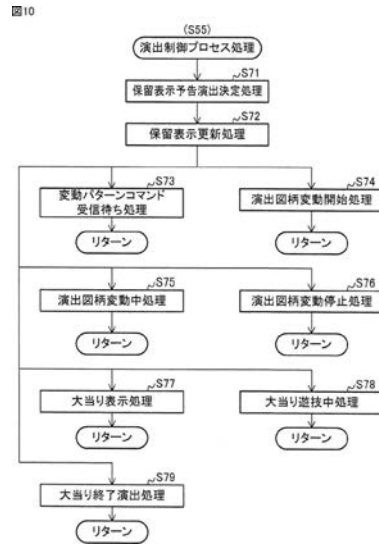 図10
(S55)
演出制御プロセス処理
S71
保留表示予告演出決定処理
S72
保留表示更新処理
S73
変動パターンコマンド
受信待ち処理
リターン
S74
演出図柄変動開始処理
リターン
S75
演出図柄変動中処理
リターン
S76
演出図柄変動停止処理
リターン
S77
大当り表示処理
リターン
S78
大当り遊技中処理
リターン
S79
大当り終了演出処理
リターン